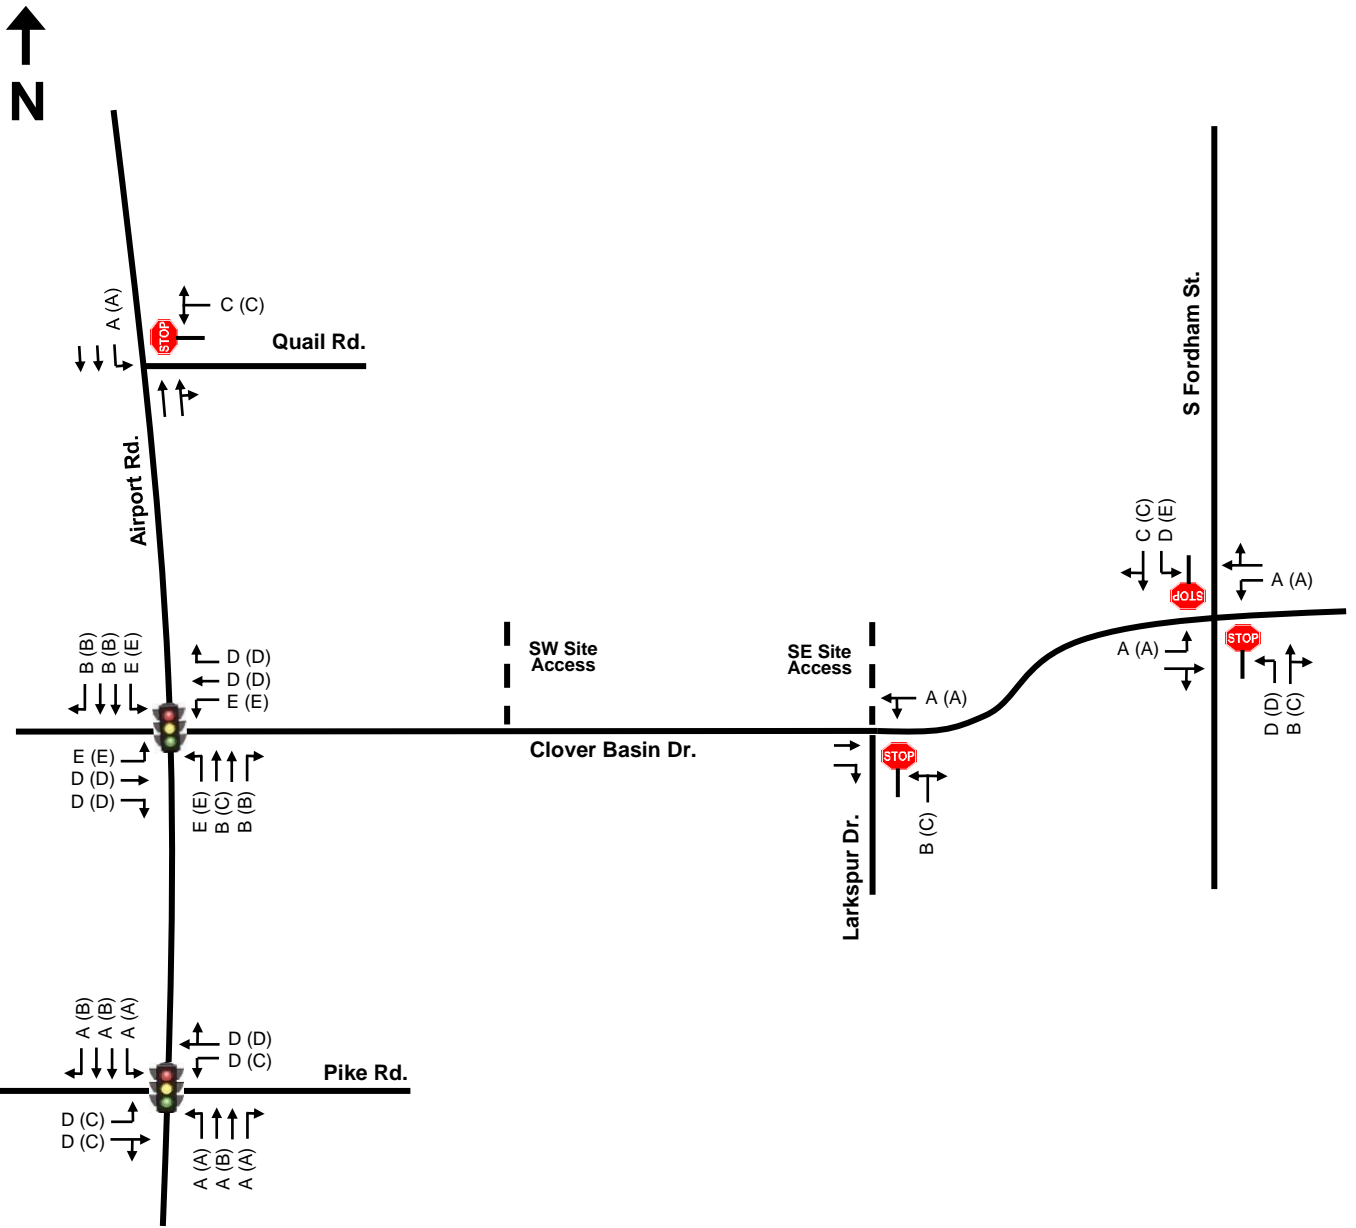 N
A (A)
C (C)
STOP
Quail Rd.
S Fordham St.
Airport Rd.
C (C)
D (E)
A (A)
STOP
STOP
A (A)
D (D)
B (C)
B (B)
B (B)
E (E)
D (D)
D (D)
E (E)
SW Site
Access
SE Site
Access
A (A)
E (E)
D (D)
D (D)
E (E)
B (C)
B (B)
Clover Basin Dr.
STOP
B (C)
Larkspur Dr.
A (B)
A (B)
A (A)
D (D)
D (C)
Pike Rd.
D (C)
D (C)
A (A)
A (B)
A (A)